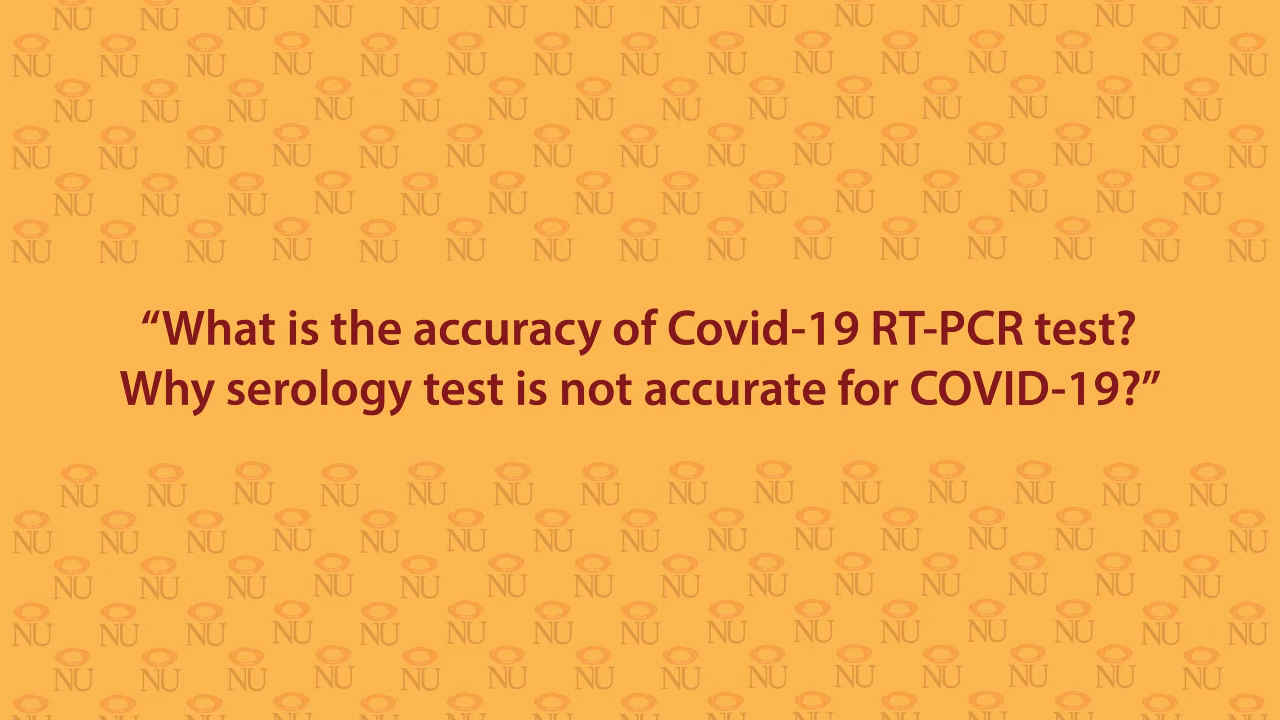 “What is the accuracy of Covid-19 RT-PCR test?
Why serology test is not accurate for COVID-19?”